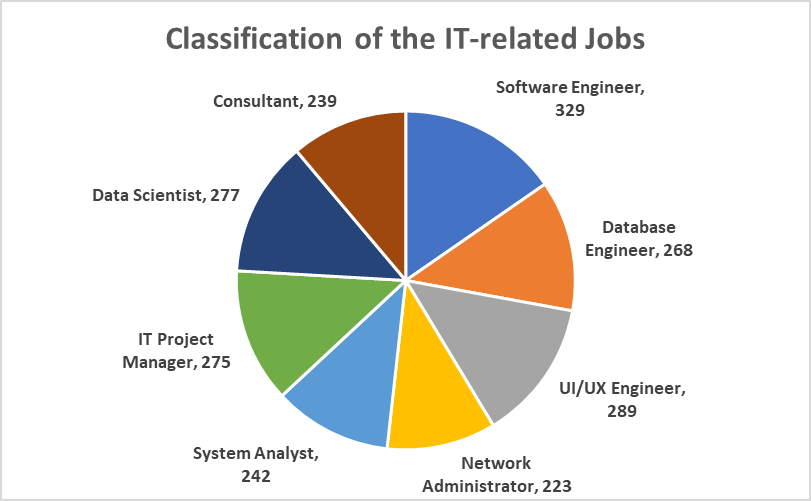 Classification of the IT-related Jobs
Software Engineer,
329
Database
Engineer, 268
UI/UX Engineer,
289
Network
Administrator, 223
System Analyst,
242
IT Project
Manager, 275
Data Scientist, 277
Consultant, 239